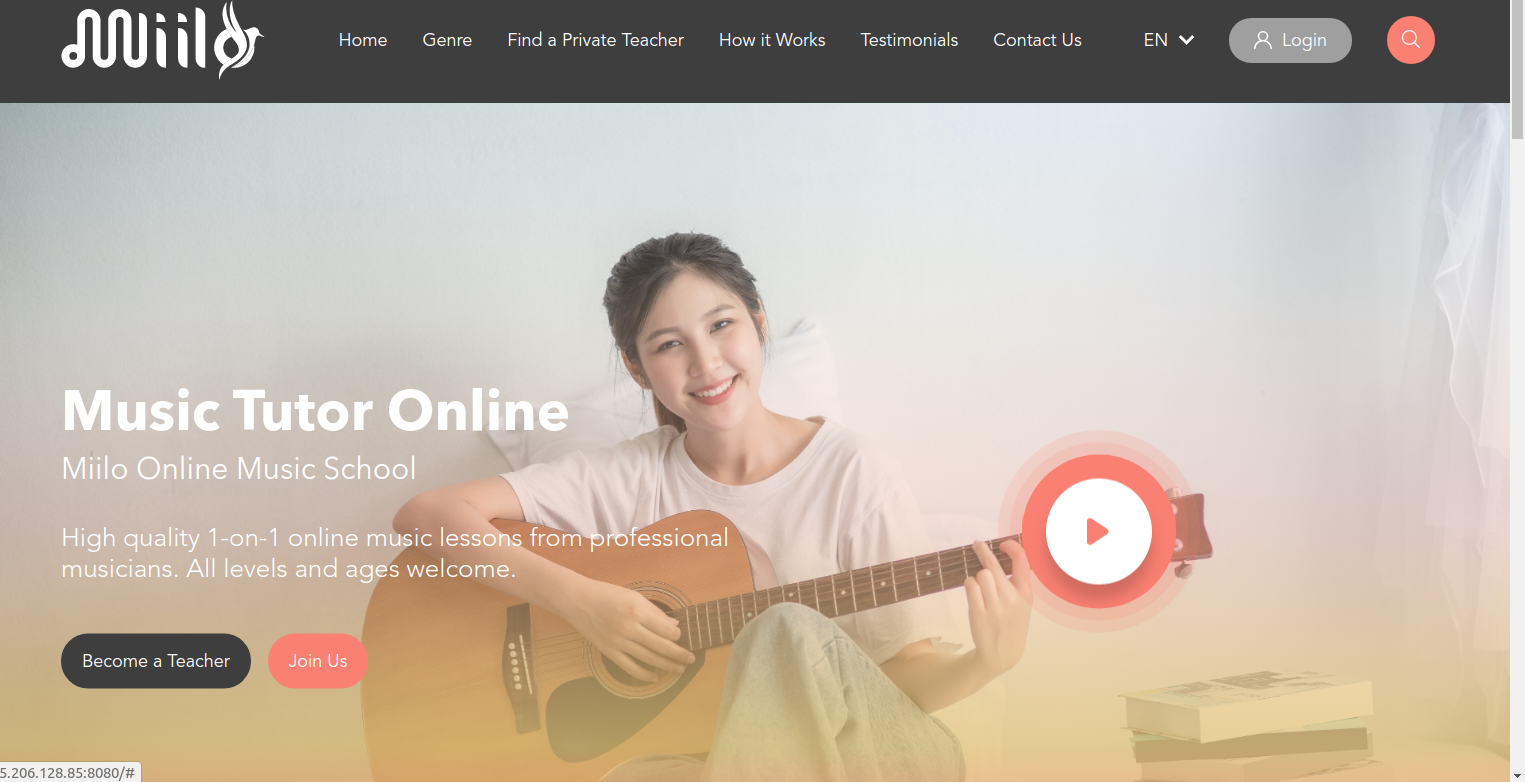 Miilo
Home
Genre
Find a Private Teacher
How it Works
Testimonials
Contact Us
EN
Login
Music Tutor Online
Miilo Online Music School
High quality 1-on-1 online music lessons from professional
musicians. All levels and ages welcome.
Become a Teacher
Join Us
5.206.128.85:8080/#